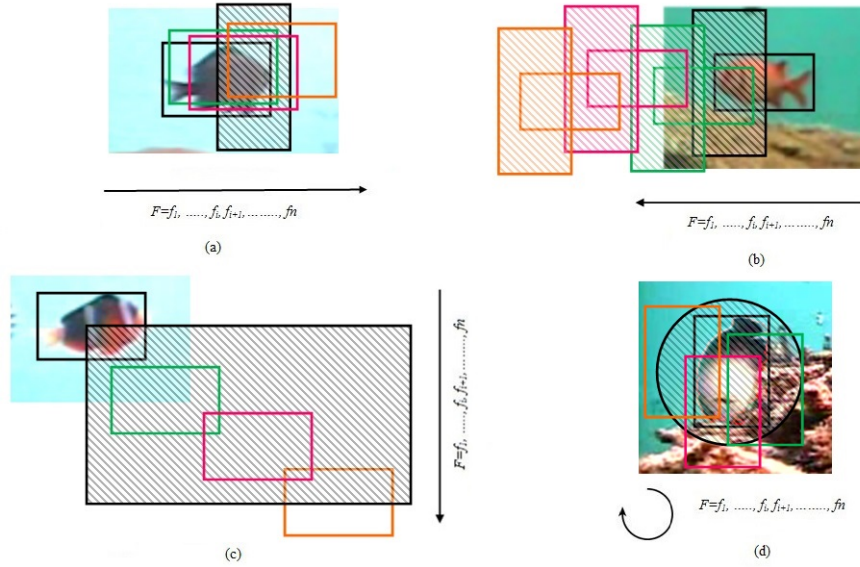 F=f1, ....., fi, fi+1, ........, fn
(a)
F=f1, ....., fi, fi+1, ........, fn
(b)
F=f1, ....., fi, fi+1, ........, fn
(c)
F=f1, ....., fi, fi+1, ........, fn
(d)